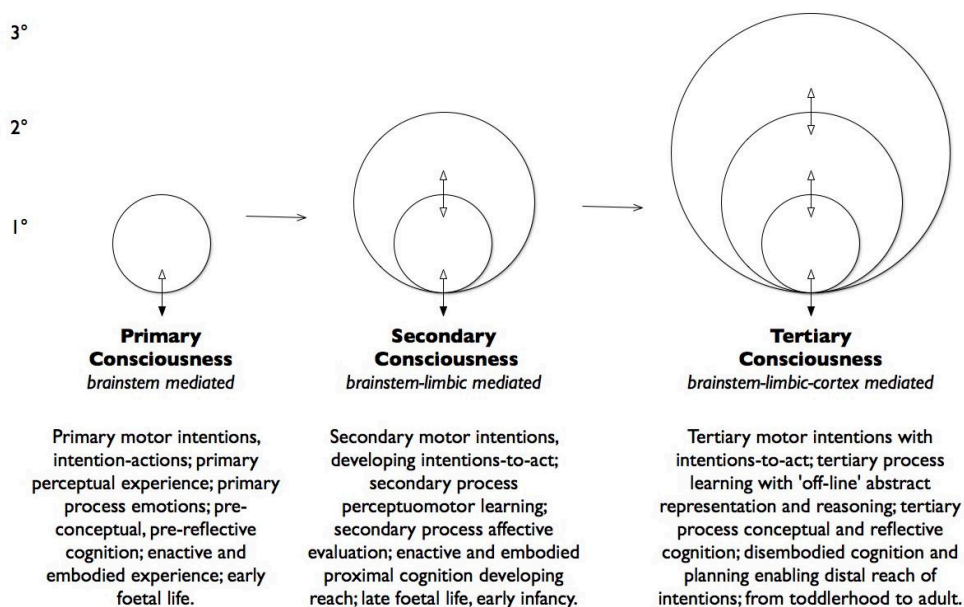 3°
2°
1°
Primary
Consciousness
brainstem mediated
Primary motor intentions,
intention-actions; primary
perceptual experience; primary
process emotions; pre-
conceptual, pre-reflective
cognition; enactive and
embodied experience; early
foetal life.
Secondary
Consciousness
brainstem-limbic mediated
Secondary motor intentions,
developing intentions-to-act;
secondary process
perceptuomotor learning;
secondary process affective
evaluation; enactive and embodied
proximal cognition developing
reach; late foetal life, early infancy.
Tertiary
Consciousness
brainstem-limbic-cortex mediated
Tertiary motor intentions with
intentions-to-act; tertiary process
learning with 'off-line' abstract
representation and reasoning; tertiary
process conceptual and reflective
cognition; disembodied cognition and
planning enabling distal reach of
intentions; from toddlerhood to adult.